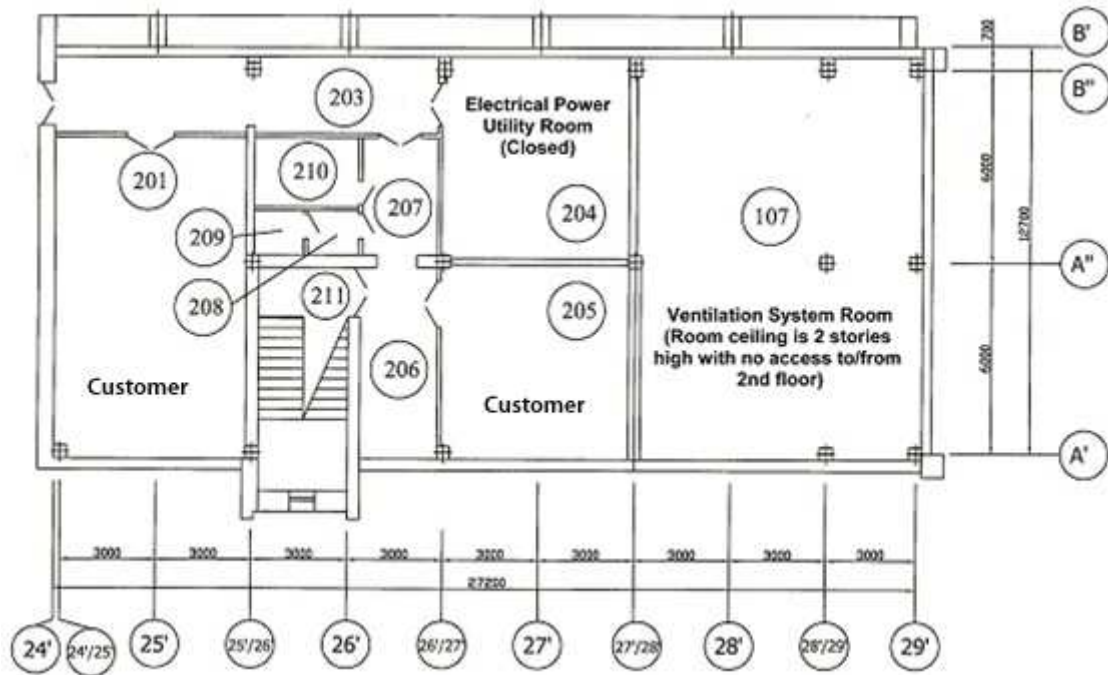 B'
700
B"
203
Electrical Power
Utility Room
(Closed)
201
210
207
204
107
6000
12700
209
208
A"
211
205
Ventilation System Room
(Room ceiling is 2 stories
high with no access to/from
2nd floor)
206
6000
Customer
Customer
A'
3000
3000
3000
3000
3000
3000
3000
3000
3000
27200
24'
24'/25'
25'
25'/26'
26'
26'/27'
27'
27'/28'
28'
28'/29'
29'